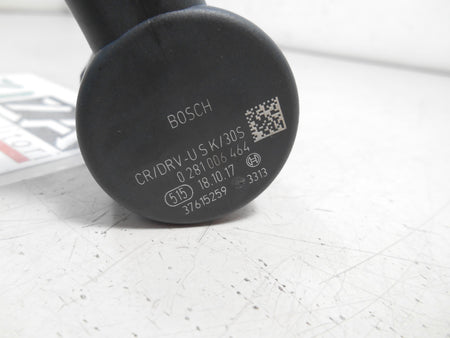 BOSCH
CR/DRV-U S K/30S
0 281 006 464
515 18.10.17
37615259 3313